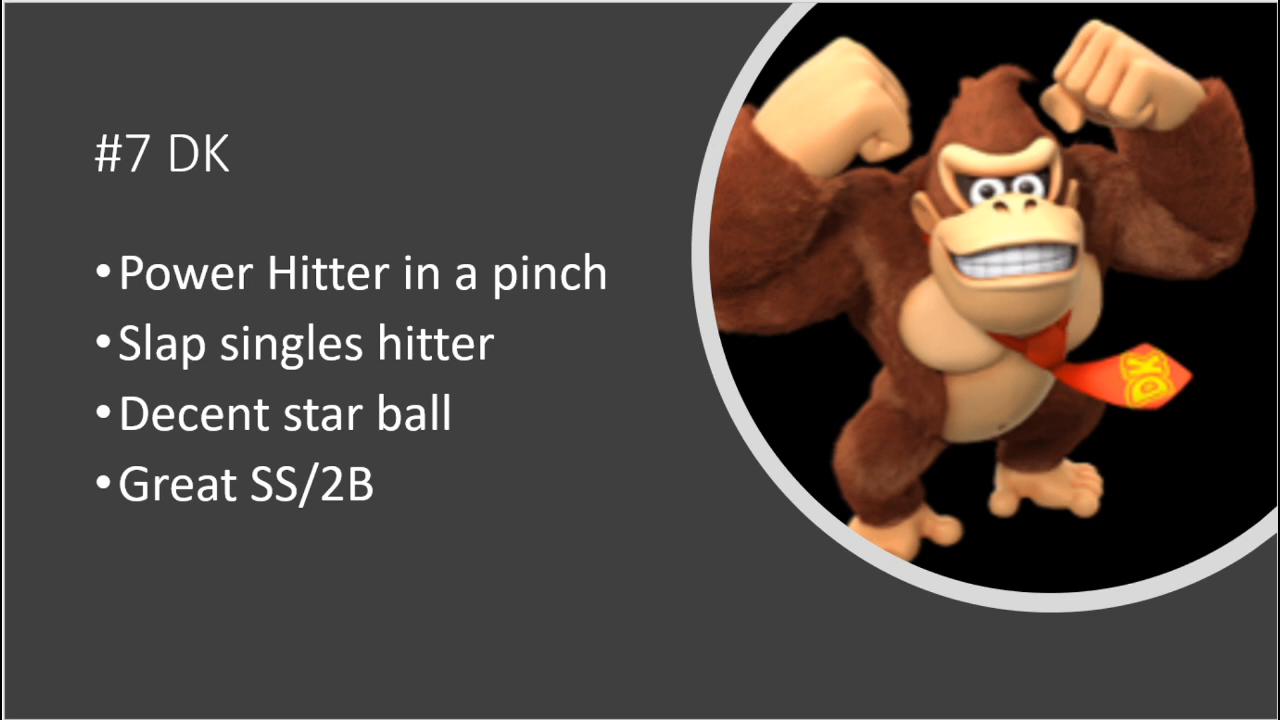 #7 DK
•Power Hitter in a pinch
•Slap singles hitter
•Decent star ball
•Great SS/2B
DK